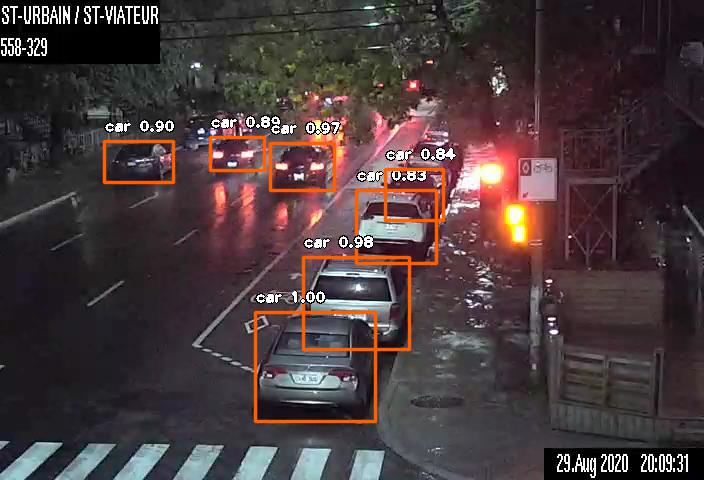 ST-URBAIN / ST-VIATEUR
558-329
car 0.90
car 0.89
car 0.97
car 0.84
car 0.83
car 0.98
car 1.00
29.Aug 2020 20:09:31